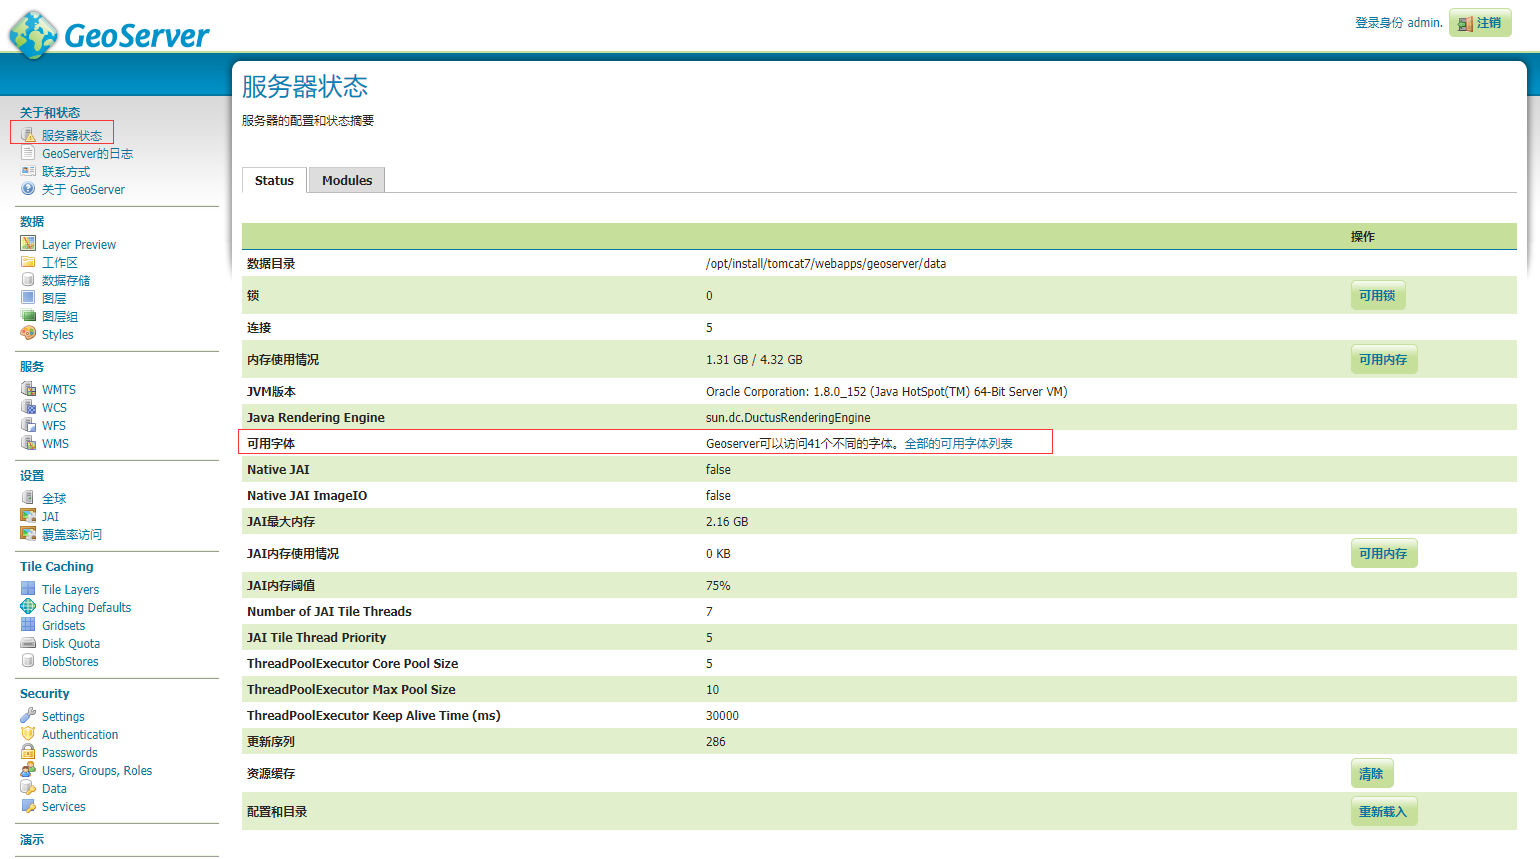 GeoServer
登录身份 admin.
注销
关于和状态
服务器状态
GeoServer的日志
联系方式
关于 GeoServer
数据
Layer Preview
工作区
数据存储
图层
图层组
Styles
服务
WMTS
WCS
WFS
WMS
设置
全球
JAI
覆盖率访问
Tile Caching
Tile Layers
Caching Defaults
Gridsets
Disk Quota
BlobStores
Security
Settings
Authentication
Passwords
Users, Groups, Roles
Data
Services
演示
服务器状态
服务器的配置和状态摘要
Status Modules
操作
数据目录 /opt/install/tomcat7/webapps/geoserver/data
锁 0 可用锁
连接 5
内存使用情况 1.31 GB / 4.32 GB 可用内存
JVM版本 Oracle Corporation: 1.8.0_152 (Java HotSpot(TM) 64-Bit Server VM)
Java Rendering Engine sun.dc.DuctusRenderingEngine
可用字体 Geoserver可以访问41个不同的字体。全部的可用字体列表
Native JAI false
Native JAI ImageIO false
JAI最大内存 2.16 GB
JAI内存使用情况 0 KB 可用内存
JAI内存阈值 75%
Number of JAI Tile Threads 7
JAI Tile Thread Priority 5
ThreadPoolExecutor Core Pool Size 5
ThreadPoolExecutor Max Pool Size 10
ThreadPoolExecutor Keep Alive Time (ms) 30000
更新序列 286
资源缓存 清除
配置和目录 重新载入